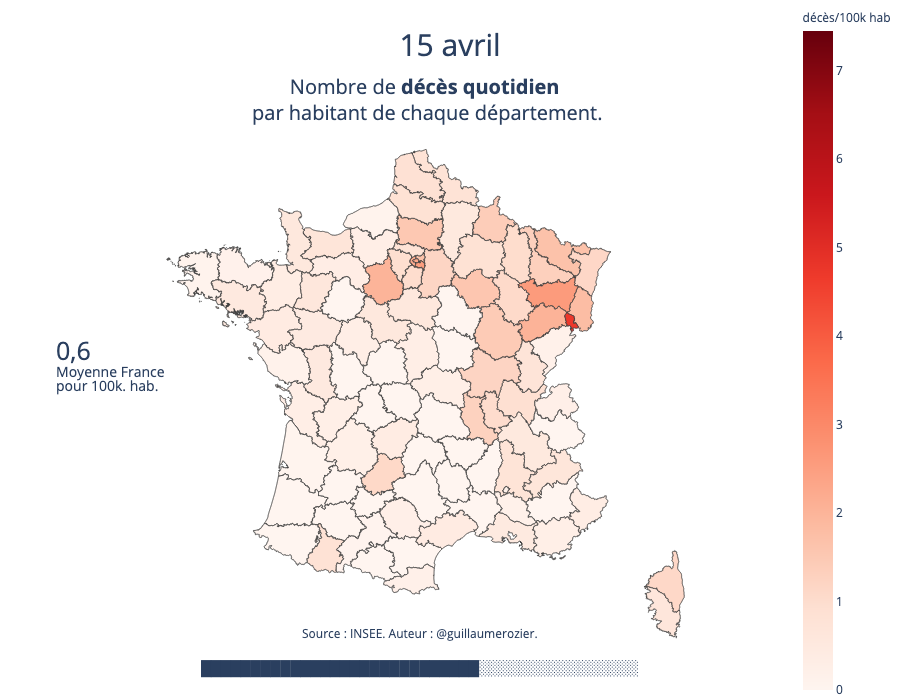 décès/100k hab
15 avril
Nombre de décès quotidien
par habitant de chaque département.
7
6
5
4
3
2
1
0
0,6
Moyenne France
pour 100k. hab.
Source : INSEE. Auteur : @guillaumerozier.